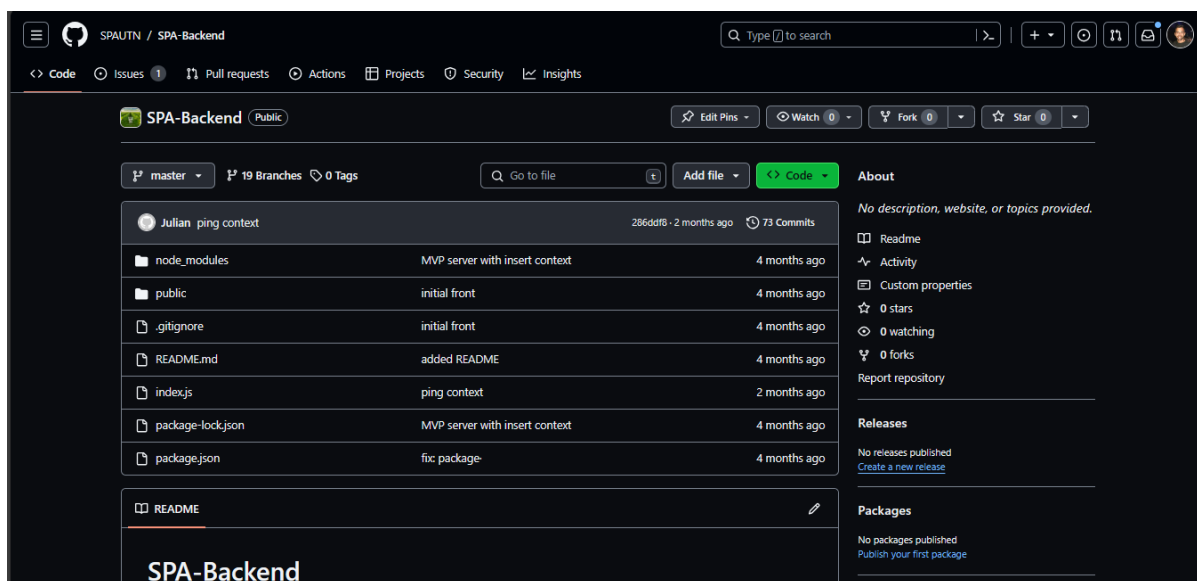 SPAUTN / SPA-Backend
Type / to search
Code
Issues 1
Pull requests
Actions
Projects
Security
Insights
SPA-Backend Public
Edit Pins
Watch 0
Fork 0
Star 0
master
19 Branches
0 Tags
Go to file
t
Add file
Code
Julian ping context
286ddf8 · 2 months ago
73 Commits
node_modules MVP server with insert context 4 months ago
public initial front 4 months ago
.gitignore initial front 4 months ago
README.md added README 4 months ago
index.js ping context 2 months ago
package-lock.json MVP server with insert context 4 months ago
package.json fix: package- 4 months ago
README
SPA-Backend
About
No description, website, or topics provided.
Readme
Activity
Custom properties
0 stars
0 watching
0 forks
Report repository
Releases
No releases published
Create a new release
Packages
No packages published
Publish your first package